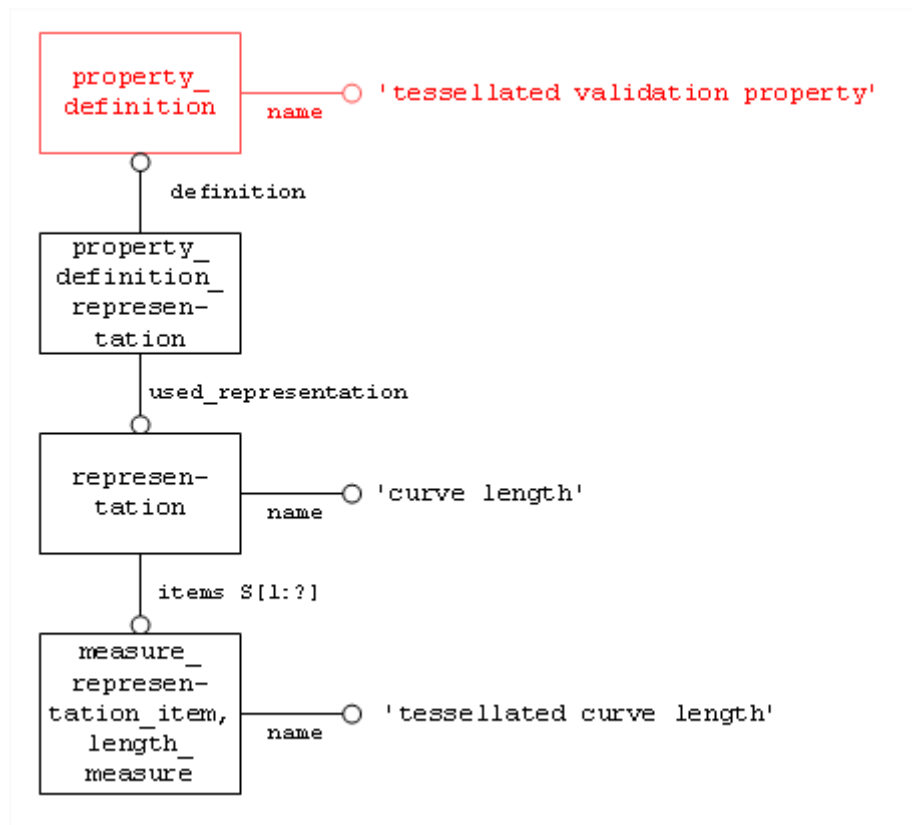 property_
definition
name
'tessellated validation property'
definition
property_
definition_
represen-
tation
used_representation
represen-
tation
name
'curve length'
items S[1:?]
measure_
represen-
tation_item,
length_
measure
name
'tessellated curve length'